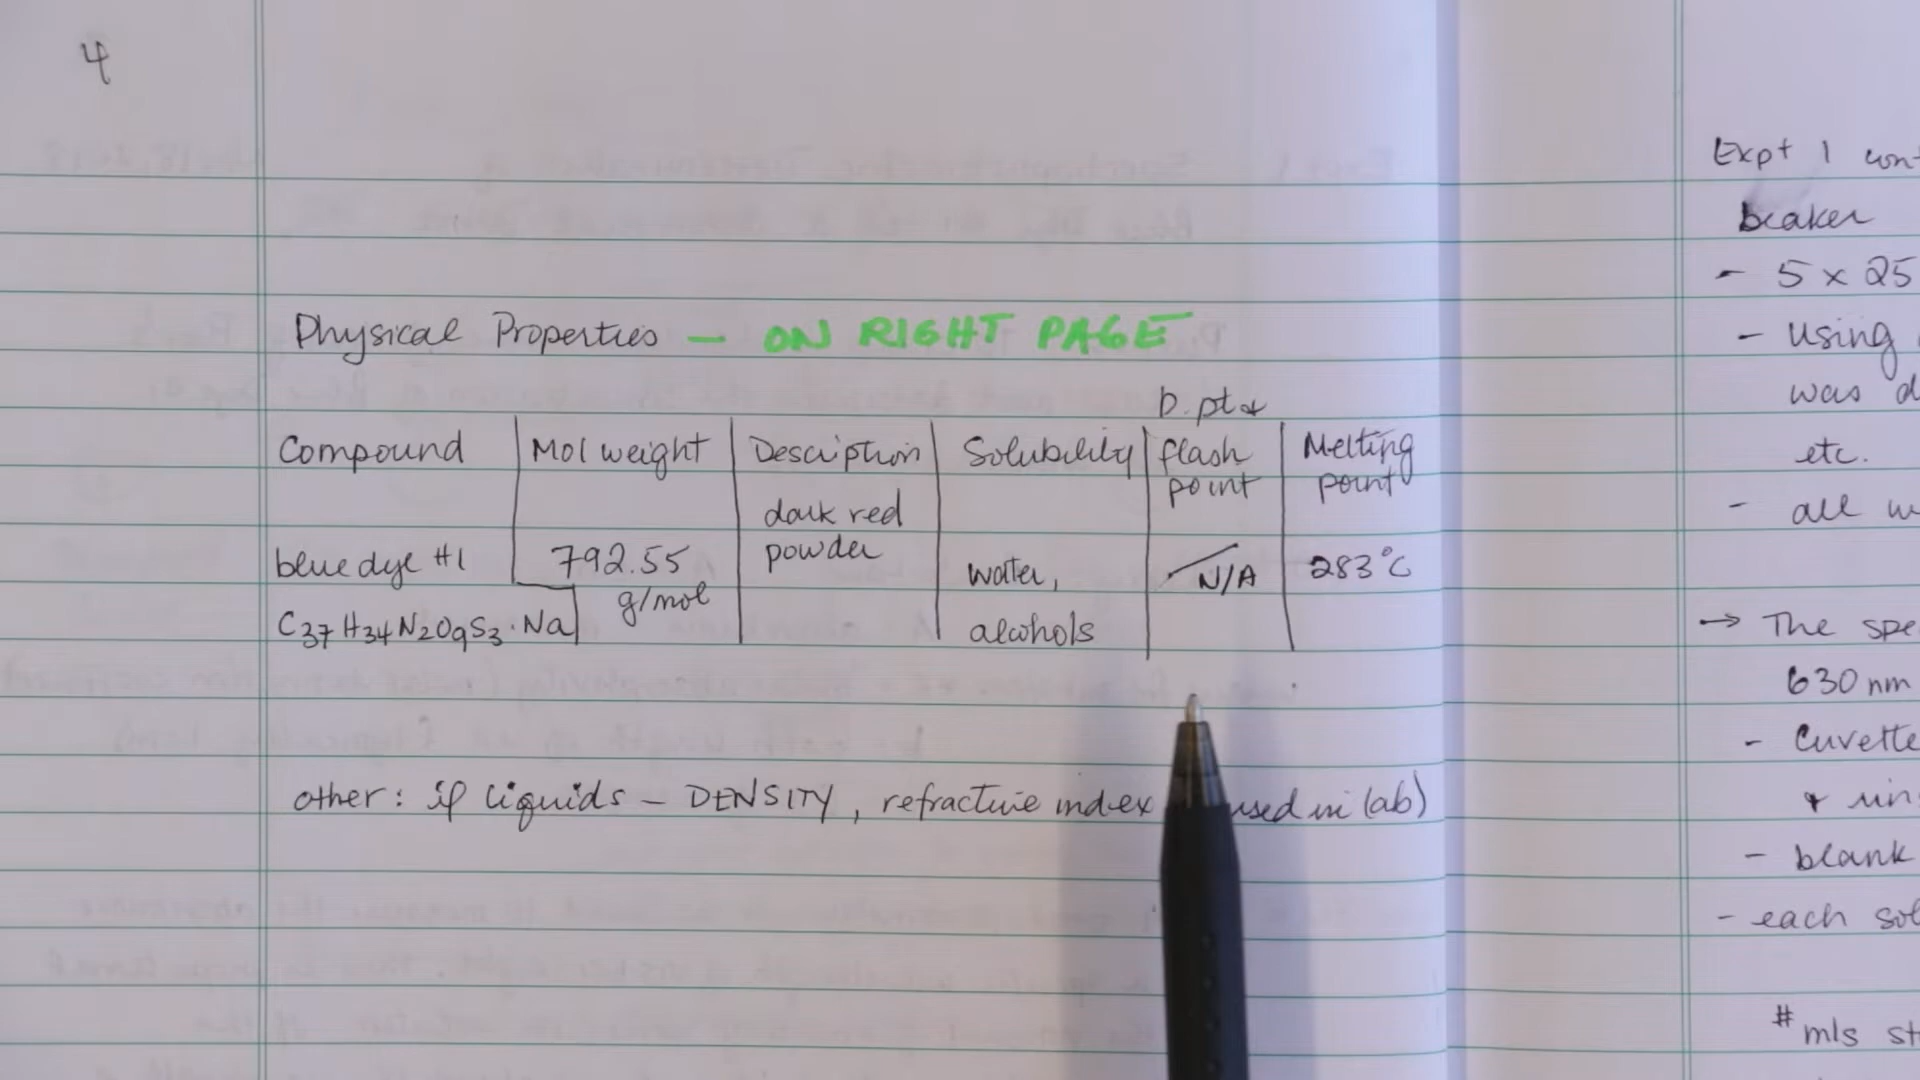 4
Physical Properties — ON RIGHT PAGE
b.pt &
Compound | Mol weight | Description | Solubility | flash point | Melting point
dark red powder
blue dye #1 | 792.55 g/mol | water, alcohols | N/A | 283°C
C37H34N2O9S3·Na
other: if liquids – DENSITY, refractive index used in lab)
Expt 1
beaker
- 5 x 25
- Using
was
etc.
- all
→ The
630 nm
-
&
- blank
- each
# mls